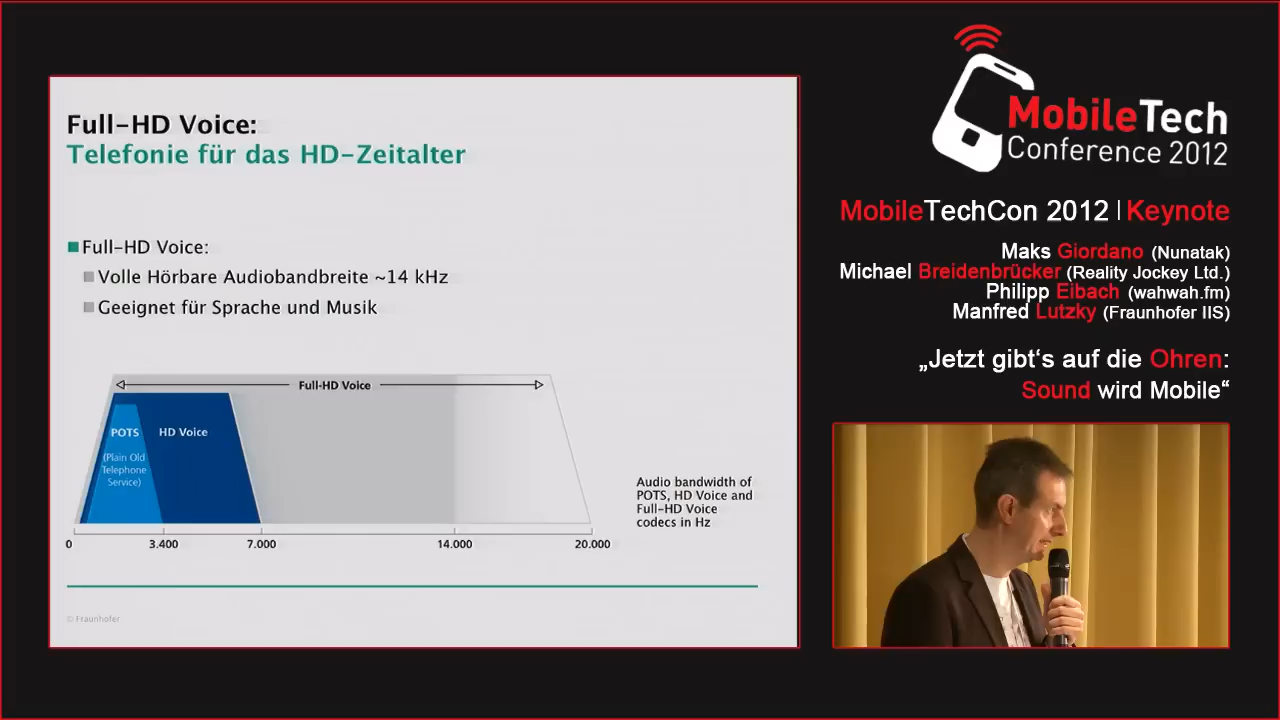 Full-HD Voice:
Telefonie für das HD-Zeitalter
Full-HD Voice:
Volle Hörbare Audiobandbreite ~14 kHz
Geeignet für Sprache und Musik
Full-HD Voice
POTS
HD Voice
(Plain Old
Telephone
Service)
Audio bandwidth of
POTS, HD Voice and
Full-HD Voice
codecs in Hz
0 3.400 7.000 14.000 20.000
© Fraunhofer
MobileTech
Conference 2012
MobileTechCon 2012 | Keynote
Maks Giordano (Nunatak)
Michael Breidenbrücker (Reality Jockey Ltd.)
Philipp Eibach (wahwah.fm)
Manfred Lutzky (Fraunhofer IIS)
„Jetzt gibt‘s auf die Ohren:
Sound wird Mobile“